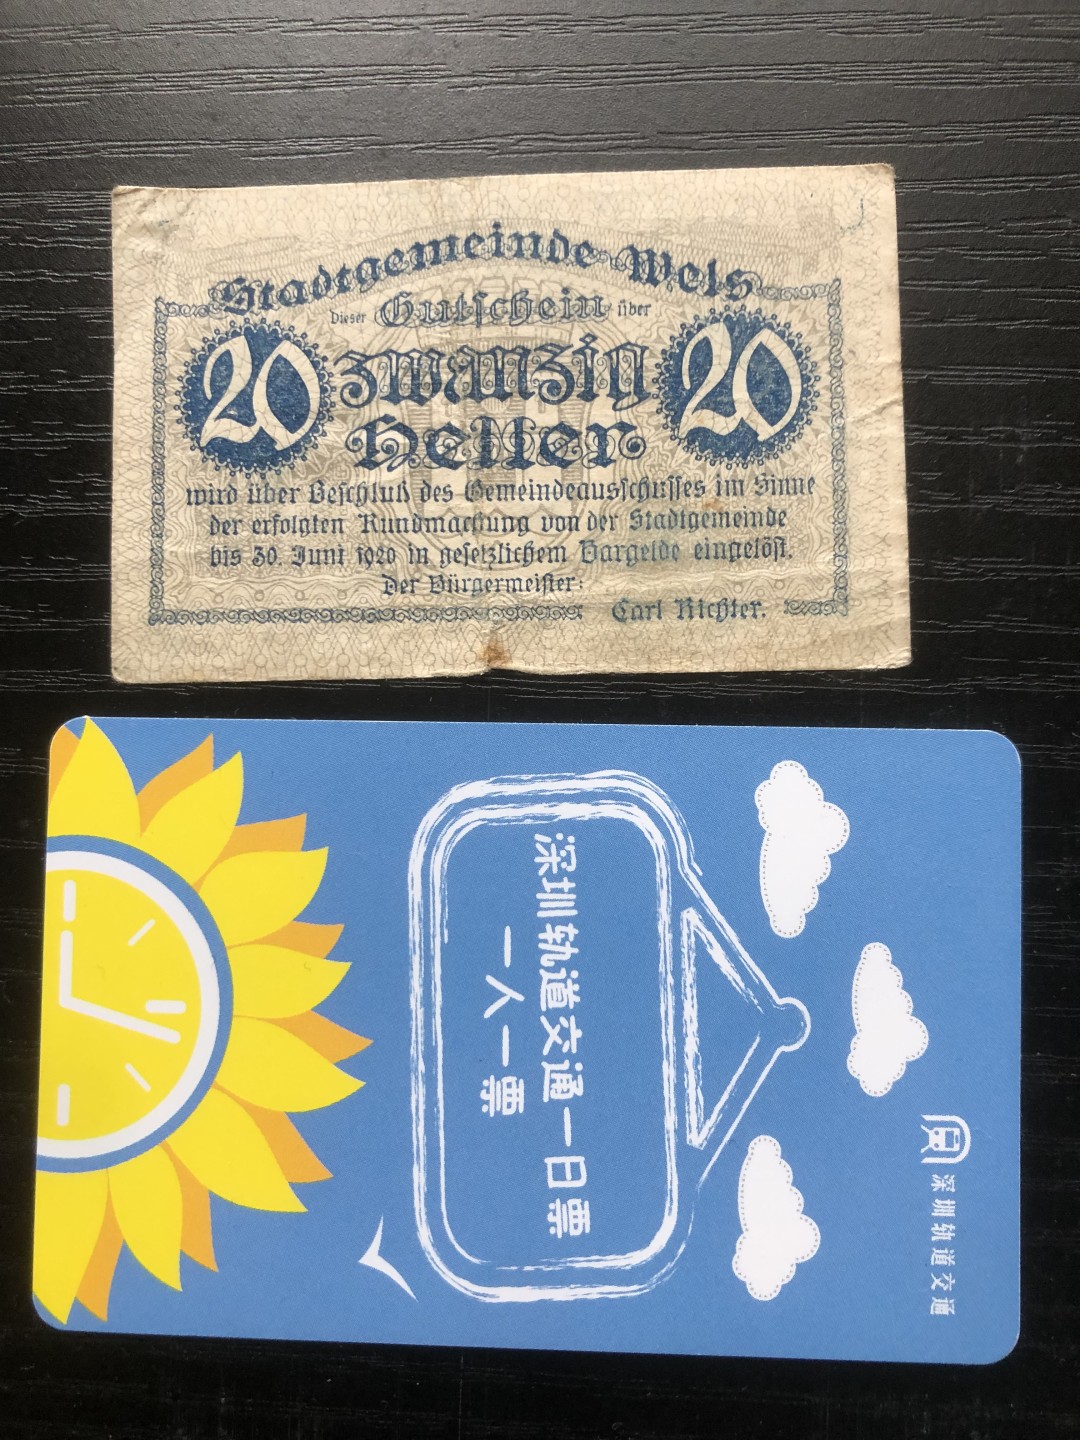 Stadtgemeinde Wels
Dieser Gutschein über
20 zwanzig 20
Heller
wird über Beschluß des Gemeindeausschusses im Sinne
der erfolgten Kundmachung von der Stadtgemeinde
bis 30. Juni 1920 in gesetzlichem Bargelde eingelöst.
Der Bürgermeister:
Carl Richter.
深圳轨道交通
深圳轨道交通一日票
一人一票